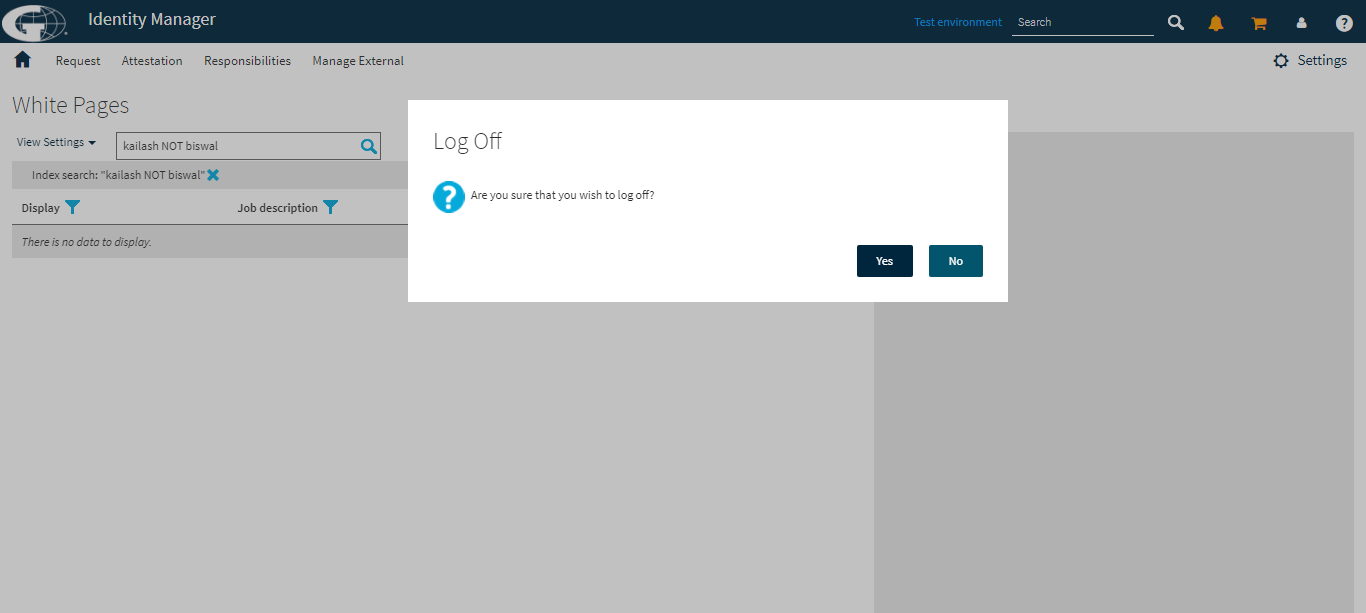 Identity Manager
Test environment
Search
Request Attestation Responsibilities Manage External
Settings
White Pages
View Settings
kailash NOT biswal
Index search: "kailash NOT biswal"
Display Job description
There is no data to display.
Log Off
Are you sure that you wish to log off?
Yes No